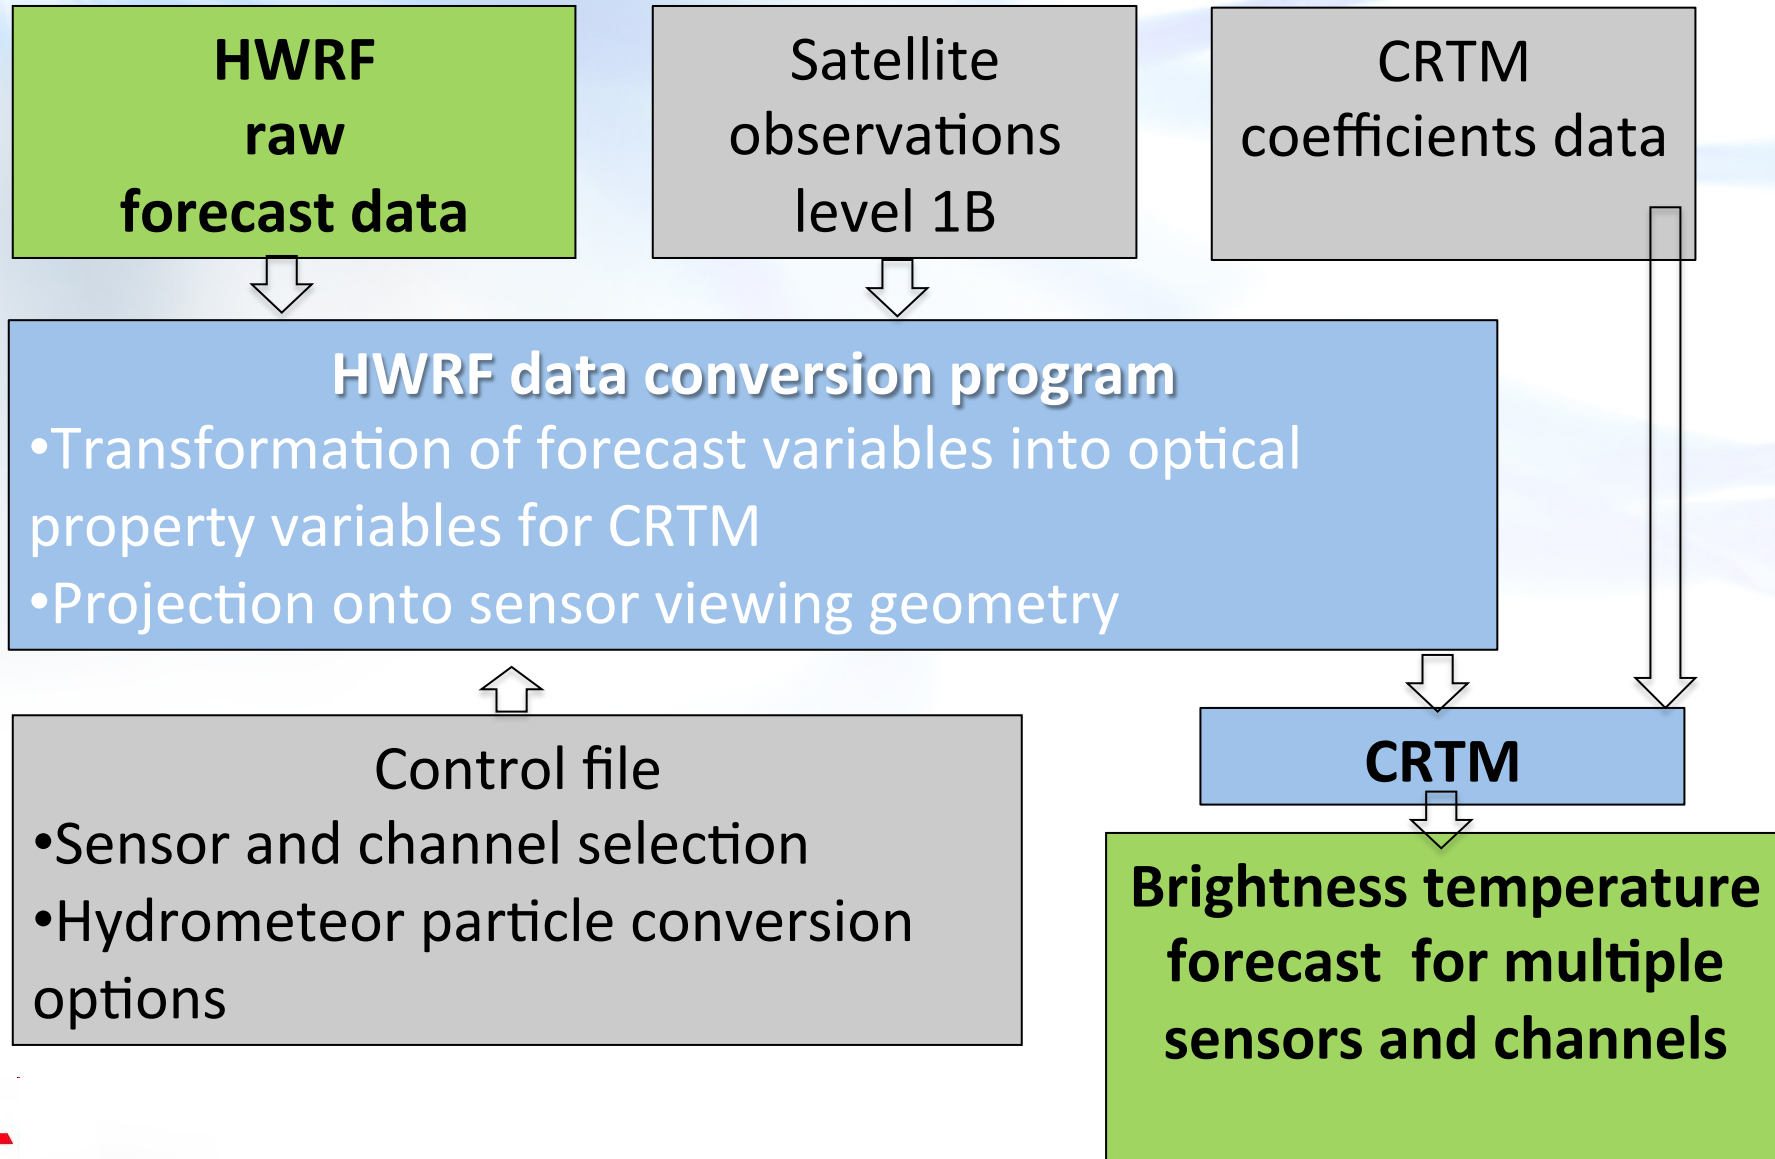 HWRF
raw
forecast data
Satellite
observations
level 1B
CRTM
coefficients data
HWRF data conversion program
•Transformation of forecast variables into optical
property variables for CRTM
•Projection onto sensor viewing geometry
Control file
•Sensor and channel selection
•Hydrometeor particle conversion
options
CRTM
Brightness temperature
forecast  for multiple
sensors and channels